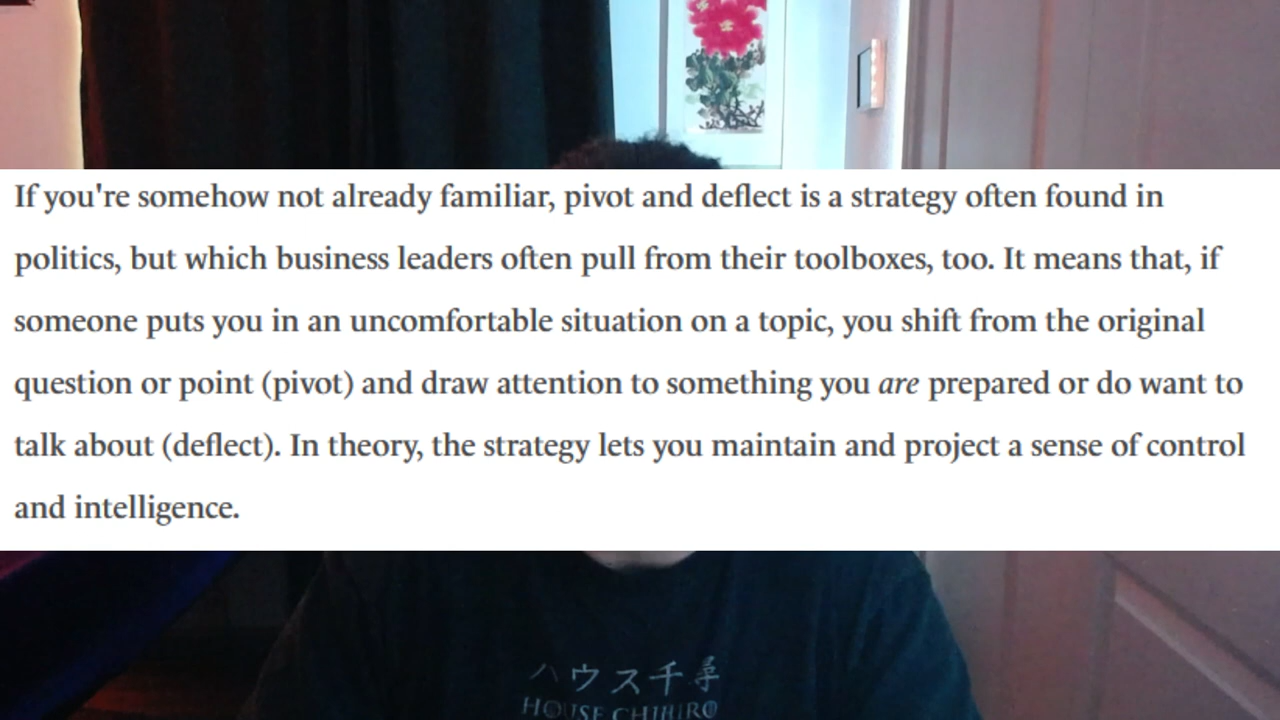 If you're somehow not already familiar, pivot and deflect is a strategy often found in
politics, but which business leaders often pull from their toolboxes, too. It means that, if
someone puts you in an uncomfortable situation on a topic, you shift from the original
question or point (pivot) and draw attention to something you are prepared or do want to
talk about (deflect). In theory, the strategy lets you maintain and project a sense of control
and intelligence.
ハウス千尋
HOUSE CHIHIRO